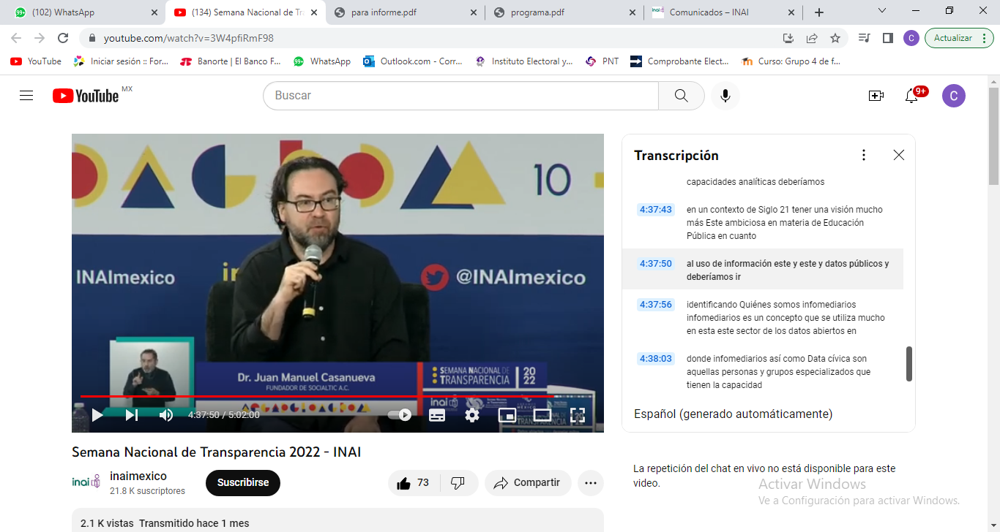 (102) WhatsApp
(134) Semana Nacional de Tra
para informe.pdf
programa.pdf
inai
Comunicados – INAI
youtube.com/watch?v=3W4pfiRmF98
C
Actualizar
YouTube
Iniciar sesión :: For...
Banorte | El Banco F...
99+
WhatsApp
Outlook.com - Corr...
Instituto Electoral y...
PNT
Comprobante Elect...
Curso: Grupo 4 de f...
YouTube MX
Buscar
9+
C
10
INAImexico
in
@INAImexico
Dr. Juan Manuel Casanueva
FUNDADOR DE SOCIALTIC A.C.
SEMANA NACIONAL DE
TRANSPARENCIA
2022
inai
4:37:50 / 5:02:00
Transcripción
capacidades analíticas deberíamos
4:37:43
en un contexto de Siglo 21 tener una visión mucho
más Este ambiciosa en materia de Educación
Pública en cuanto
4:37:50
al uso de información este y este y datos públicos y
deberíamos ir
4:37:56
identificando Quiénes somos infomediarios
infomediarios es un concepto que se utiliza mucho
en esta este sector de los datos abiertos en
4:38:03
donde infomediarios así como Data cívica son
aquellas personas y grupos especializados que
tienen la capacidad
Español (generado automáticamente)
Semana Nacional de Transparencia 2022 - INAI
inai
inaimexico
21.8 K suscriptores
Suscribirse
73
Compartir
La repetición del chat en vivo no está disponible para este
video.
Activar Windows
Ve a Configuración para activar Windows.
2.1 K vistas Transmitido hace 1 mes